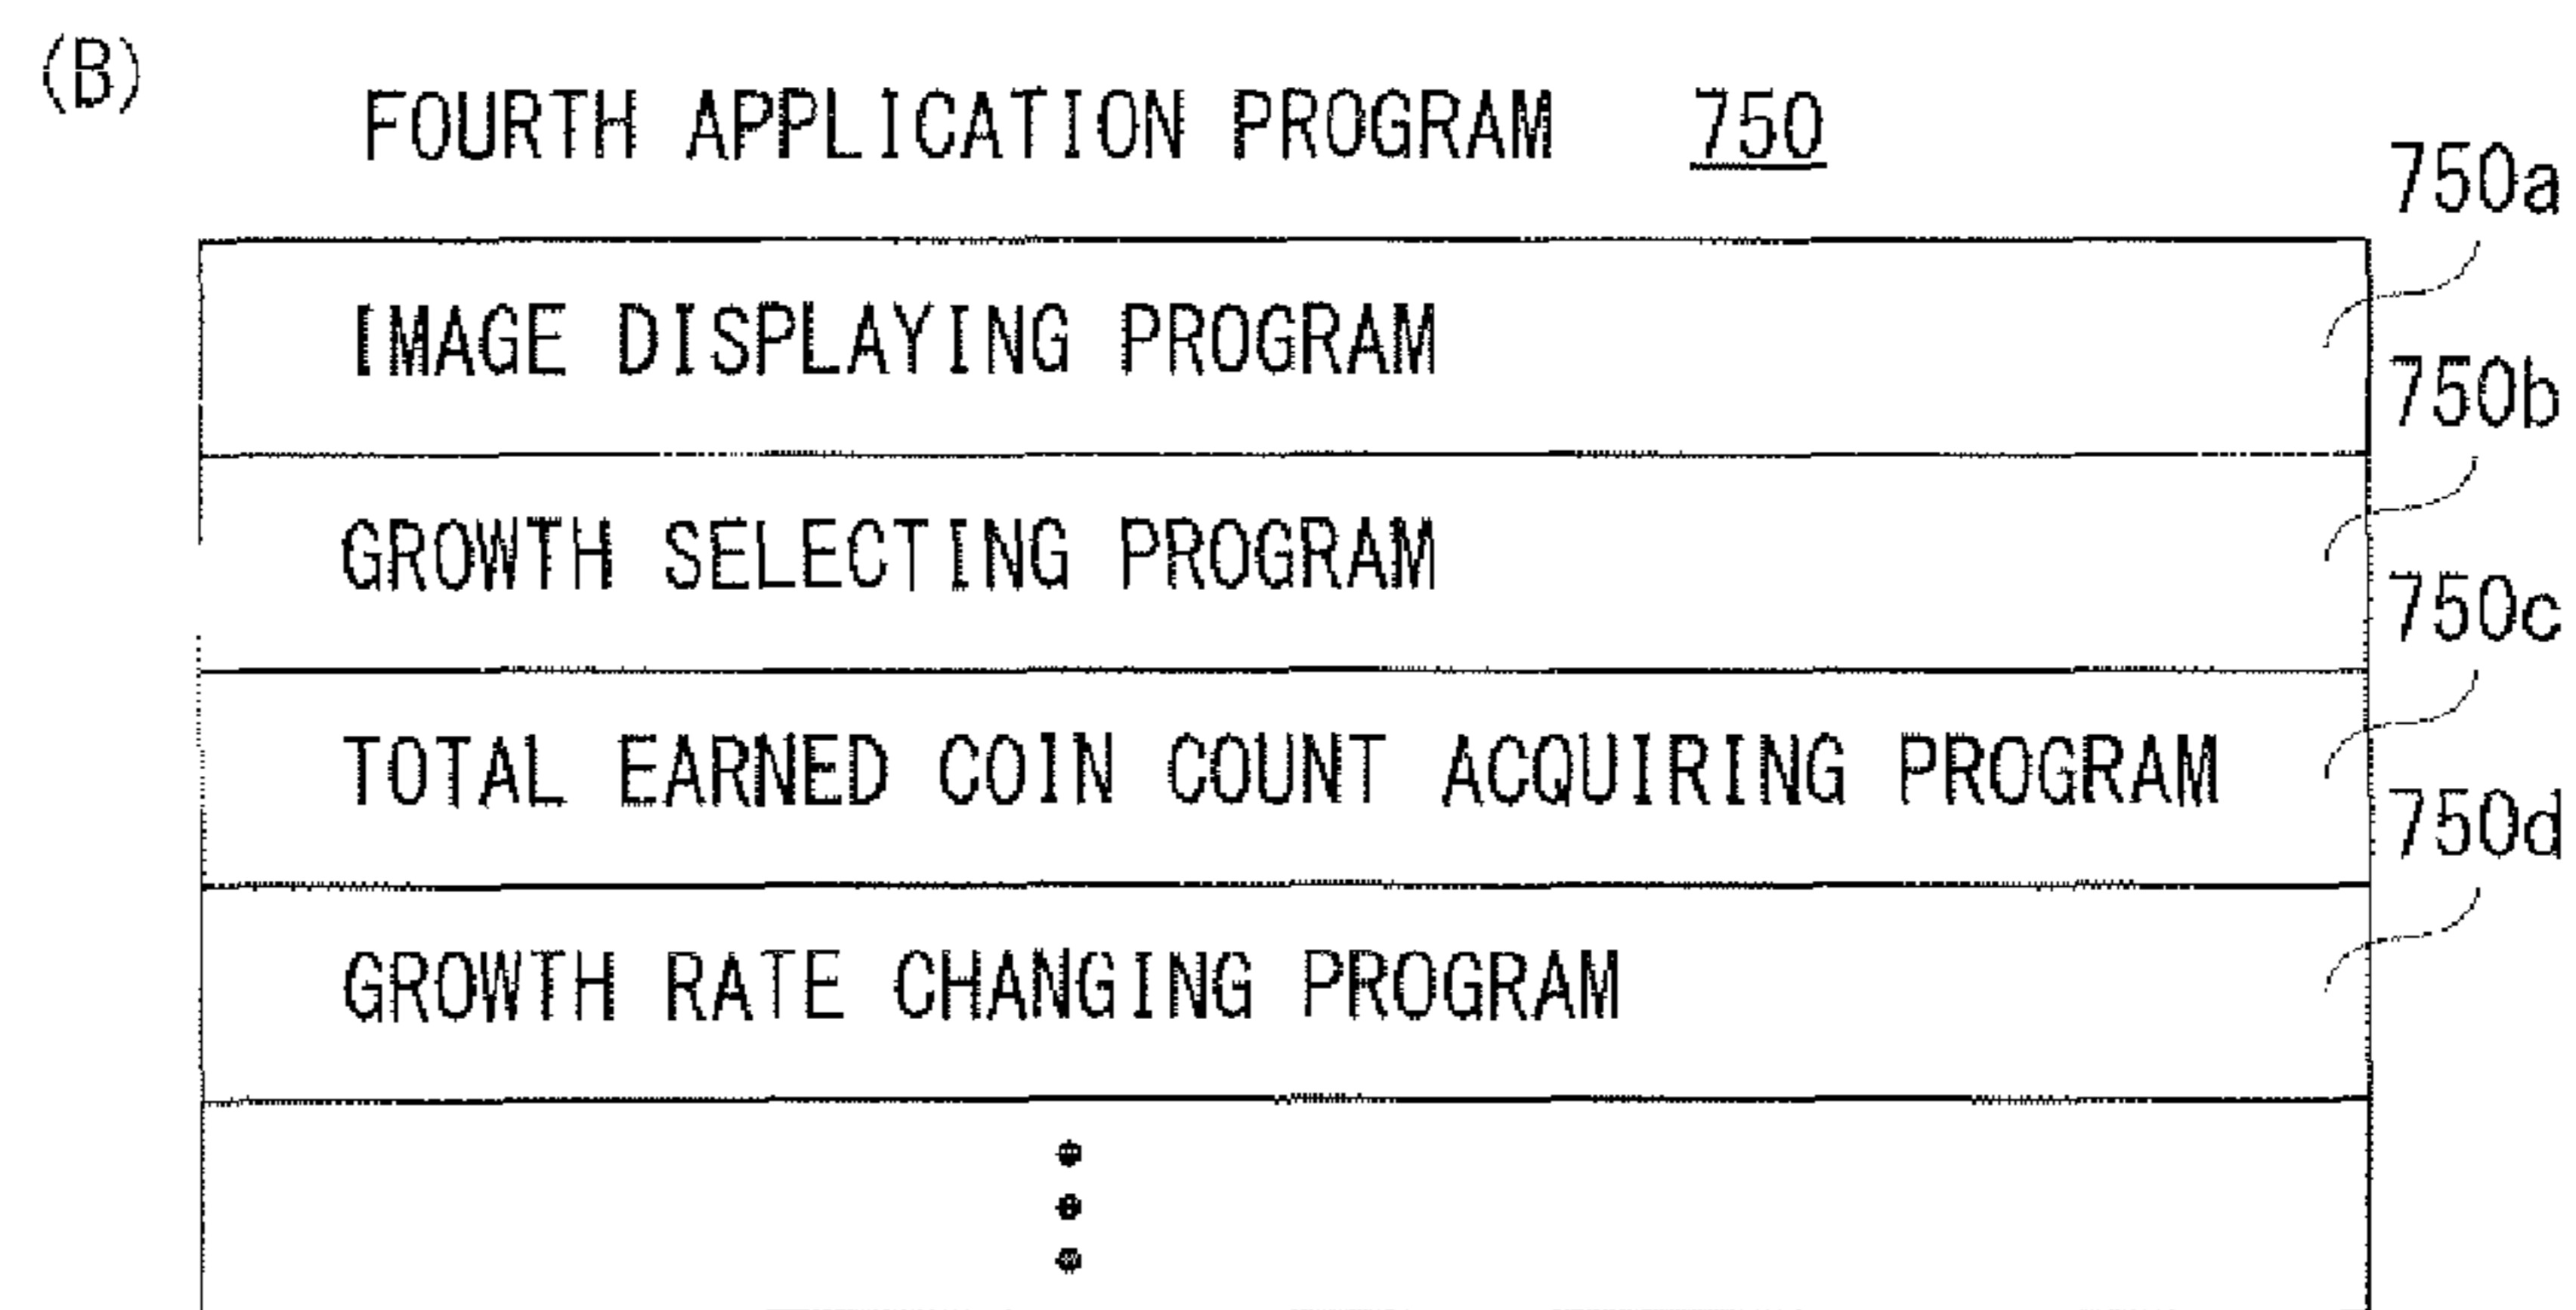 (B)
FOURTH APPLICATION PROGRAM 750
750a
IMAGE DISPLAYING PROGRAM
750b
GROWTH SELECTING PROGRAM
750c
TOTAL EARNED COIN COUNT ACQUIRING PROGRAM
750d
GROWTH RATE CHANGING PROGRAM